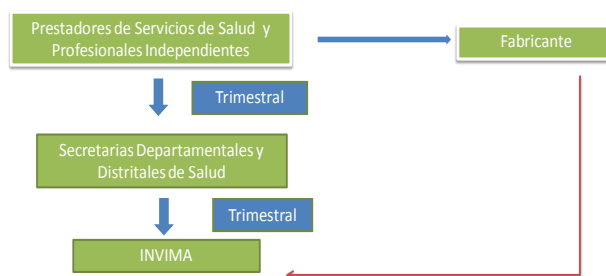 Prestadores de Servicios de Salud y
Profesionales Independientes
Fabricante
Trimestral
Secretarias Departamentales y
Distritales de Salud
Trimestral
INVIMA